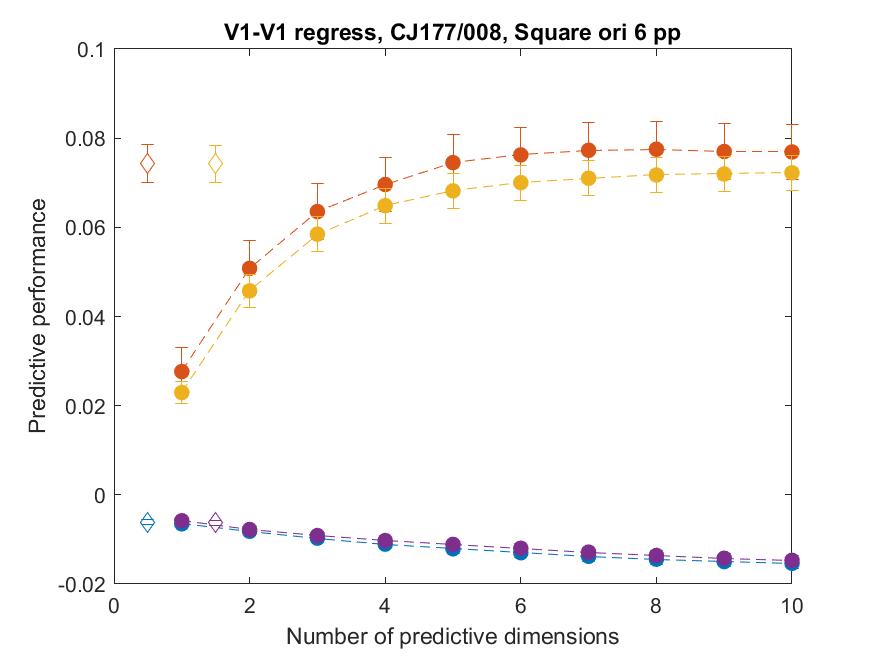 V1-V1 regress, CJ177/008, Square ori 6 pp
0.1
0.08
0.06
0.04
0.02
0
-0.02
Predictive performance
0 2 4 6 8 10
Number of predictive dimensions